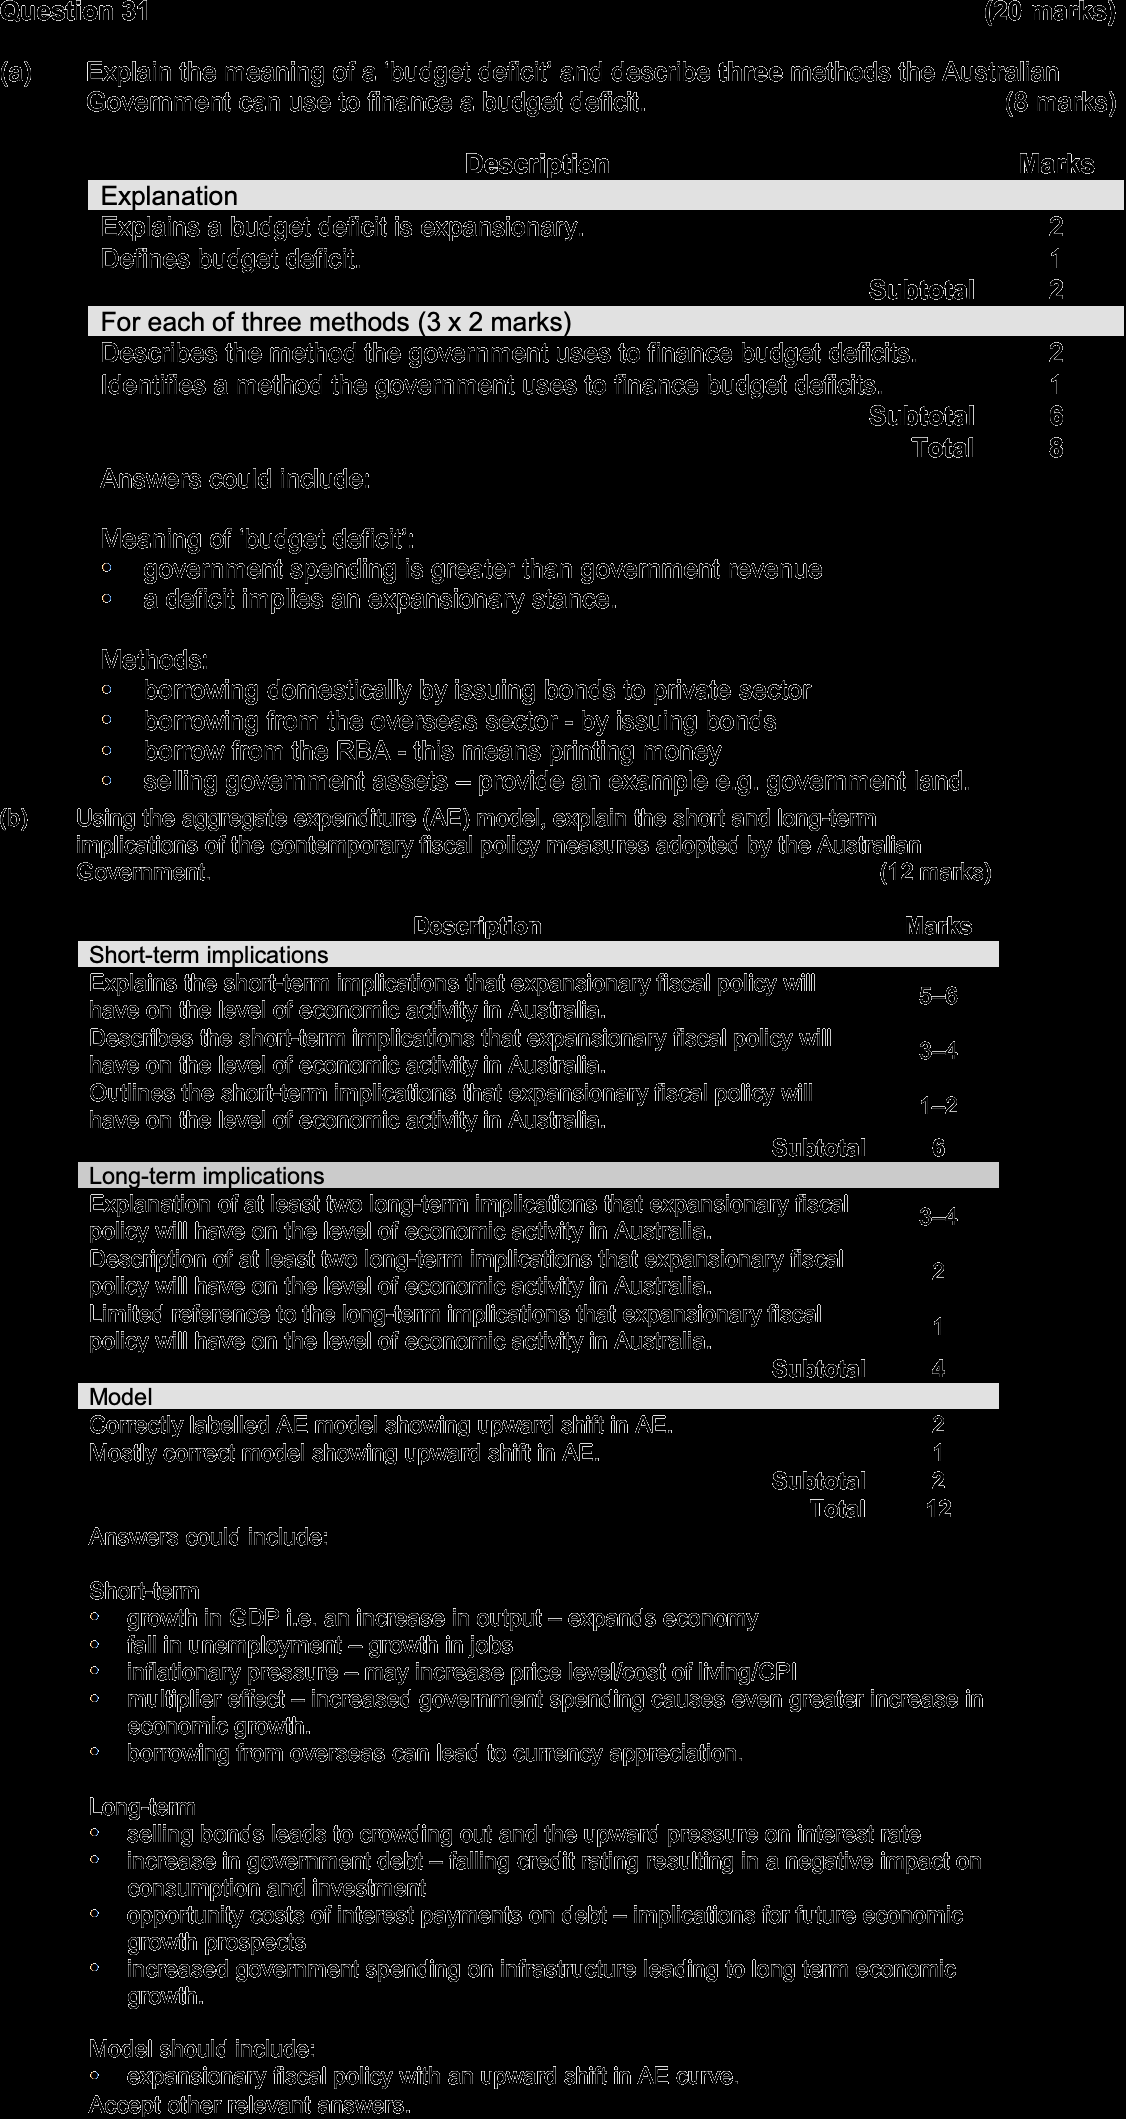 Question 31 (20 marks)
(a) Explain the meaning of a 'budget deficit' and describe three methods the Australian
Government can use to finance a budget deficit. (8 marks)
Description Marks
Explanation
Explains a budget deficit is expansionary. 2
Defines budget deficit. 1
Subtotal 2
For each of three methods (3 x 2 marks)
Describes the method the government uses to finance budget deficits. 2
Identifies a method the government uses to finance budget deficits. 1
Subtotal 6
Total 8
Answers could include:
Meaning of 'budget deficit':
• government spending is greater than government revenue
• a deficit implies an expansionary stance.
Methods:
• borrowing domestically by issuing bonds to private sector
• borrowing from the overseas sector - by issuing bonds
• borrow from the RBA - this means printing money
• selling government assets – provide an example e.g. government land.
(b) Using the aggregate expenditure (AE) model, explain the short and long-term
implications of the contemporary fiscal policy measures adopted by the Australian
Government. (12 marks)
Description Marks
Short-term implications
Explains the short-term implications that expansionary fiscal policy will
have on the level of economic activity in Australia. 5–6
Describes the short-term implications that expansionary fiscal policy will
have on the level of economic activity in Australia. 3–4
Outlines the short-term implications that expansionary fiscal policy will
have on the level of economic activity in Australia. 1–2
Subtotal 6
Long-term implications
Explanation of at least two long-term implications that expansionary fiscal
policy will have on the level of economic activity in Australia. 3–4
Description of at least two long-term implications that expansionary fiscal
policy will have on the level of economic activity in Australia. 2
Limited reference to the long-term implications that expansionary fiscal
policy will have on the level of economic activity in Australia. 1
Subtotal 4
Model
Correctly labelled AE model showing upward shift in AE. 2
Mostly correct model showing upward shift in AE. 1
Subtotal 2
Total 12
Answers could include:
Short-term
• growth in GDP i.e. an increase in output – expands economy
• fall in unemployment – growth in jobs
• inflationary pressure – may increase price level/cost of living/CPI
• multiplier effect – increased government spending causes even greater increase in
economic growth.
• borrowing from overseas can lead to currency appreciation.
Long-term
• selling bonds leads to crowding out and the upward pressure on interest rate
• increase in government debt – falling credit rating resulting in a negative impact on
consumption and investment
• opportunity costs of interest payments on debt – implications for future economic
growth prospects
• increased government spending on infrastructure leading to long term economic
growth.
Model should include:
• expansionary fiscal policy with an upward shift in AE curve.
Accept other relevant answers.